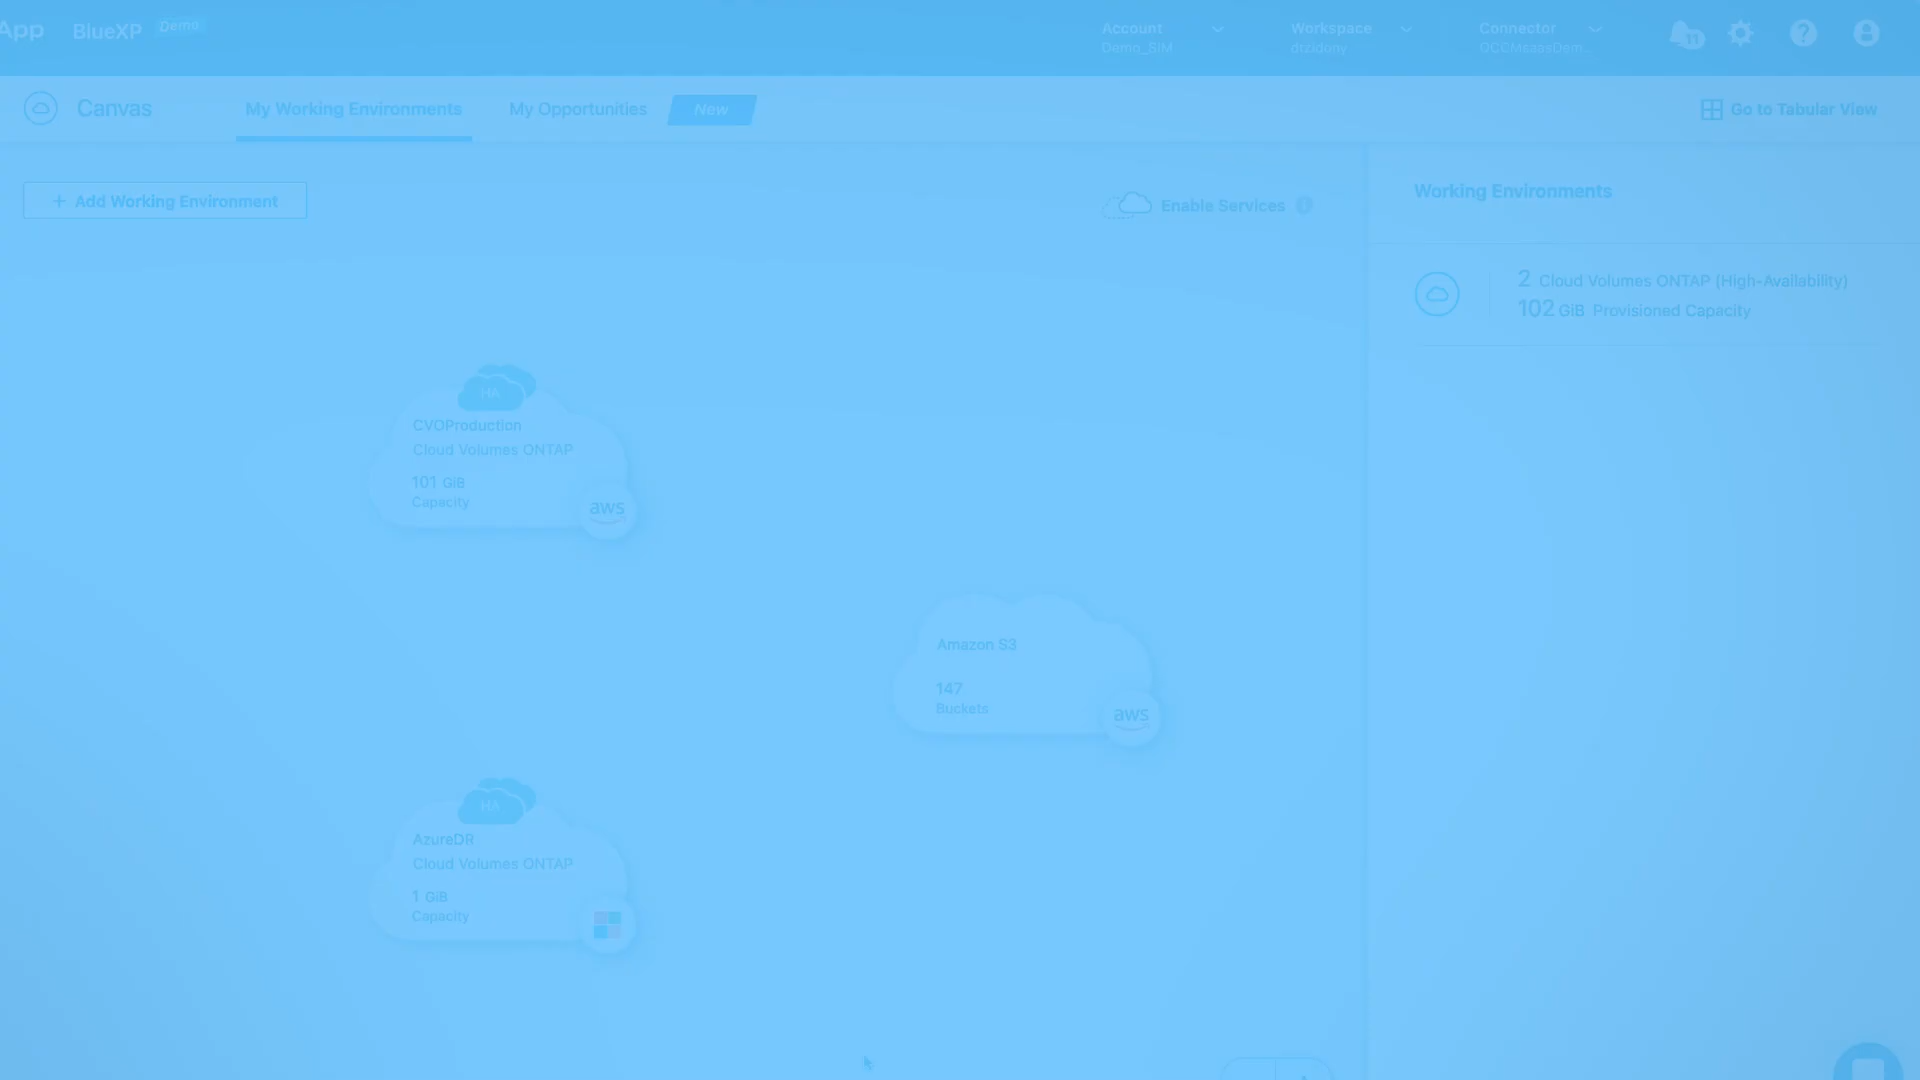 App BlueXP Demo
Account
Demo_SIM
Workspace
drzidony
Connector
OCCMsaasDem...
11
?
Canvas
My Working Environments
My Opportunities
New
Go to Tabular View
+ Add Working Environment
Enable Services
i
Working Environments
2 Cloud Volumes ONTAP (High-Availability)
102 GiB Provisioned Capacity
HA
CVOProduction
Cloud Volumes ONTAP
101 GiB
Capacity
aws
Amazon S3
147
Buckets
aws
HA
AzureDR
Cloud Volumes ONTAP
1 GiB
Capacity